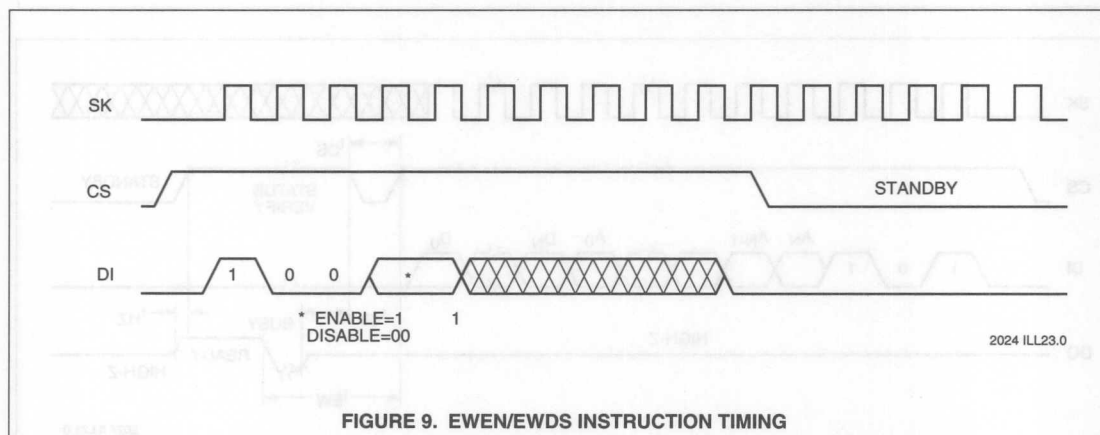 SK
CS
STANDBY
DI
1
0
0
*
* ENABLE=1 1
DISABLE=00
2024 ILL23.0
FIGURE 9. EWEN/EWDS INSTRUCTION TIMING